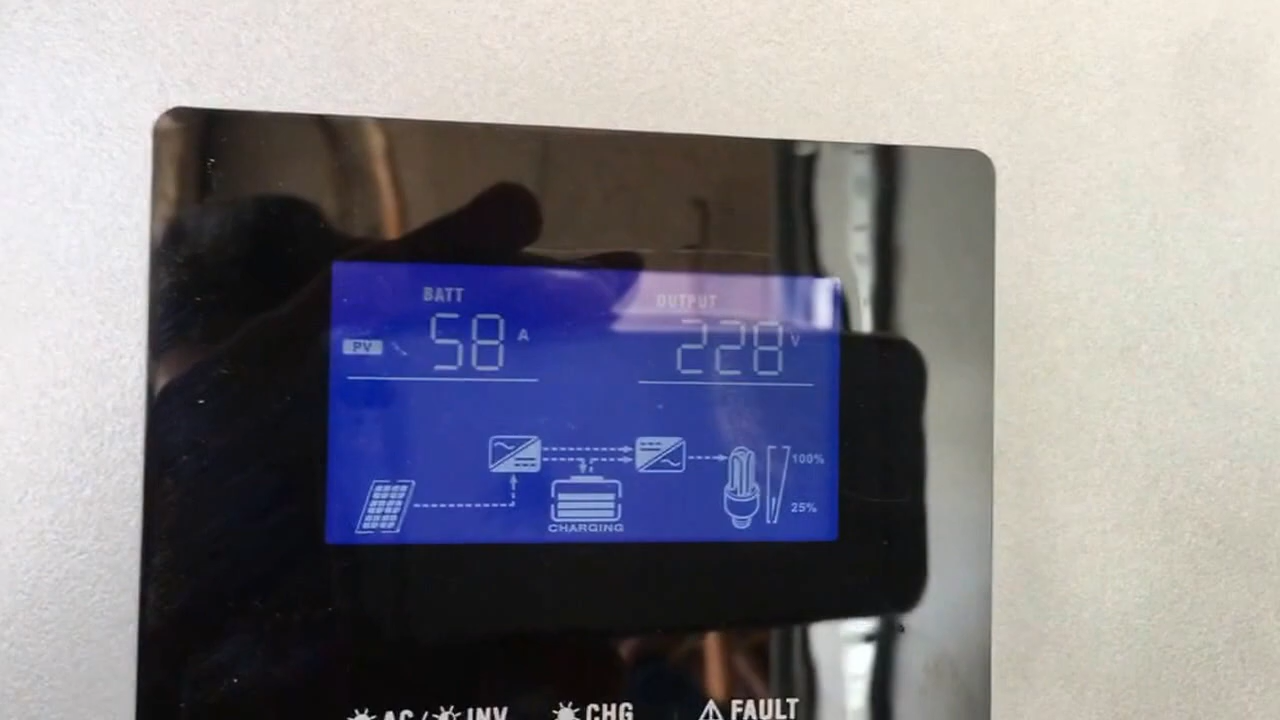 BATT
OUTPUT
PV 58 A
228 V
100%
25%
CHARGING
AC/ INV CHG FAULT